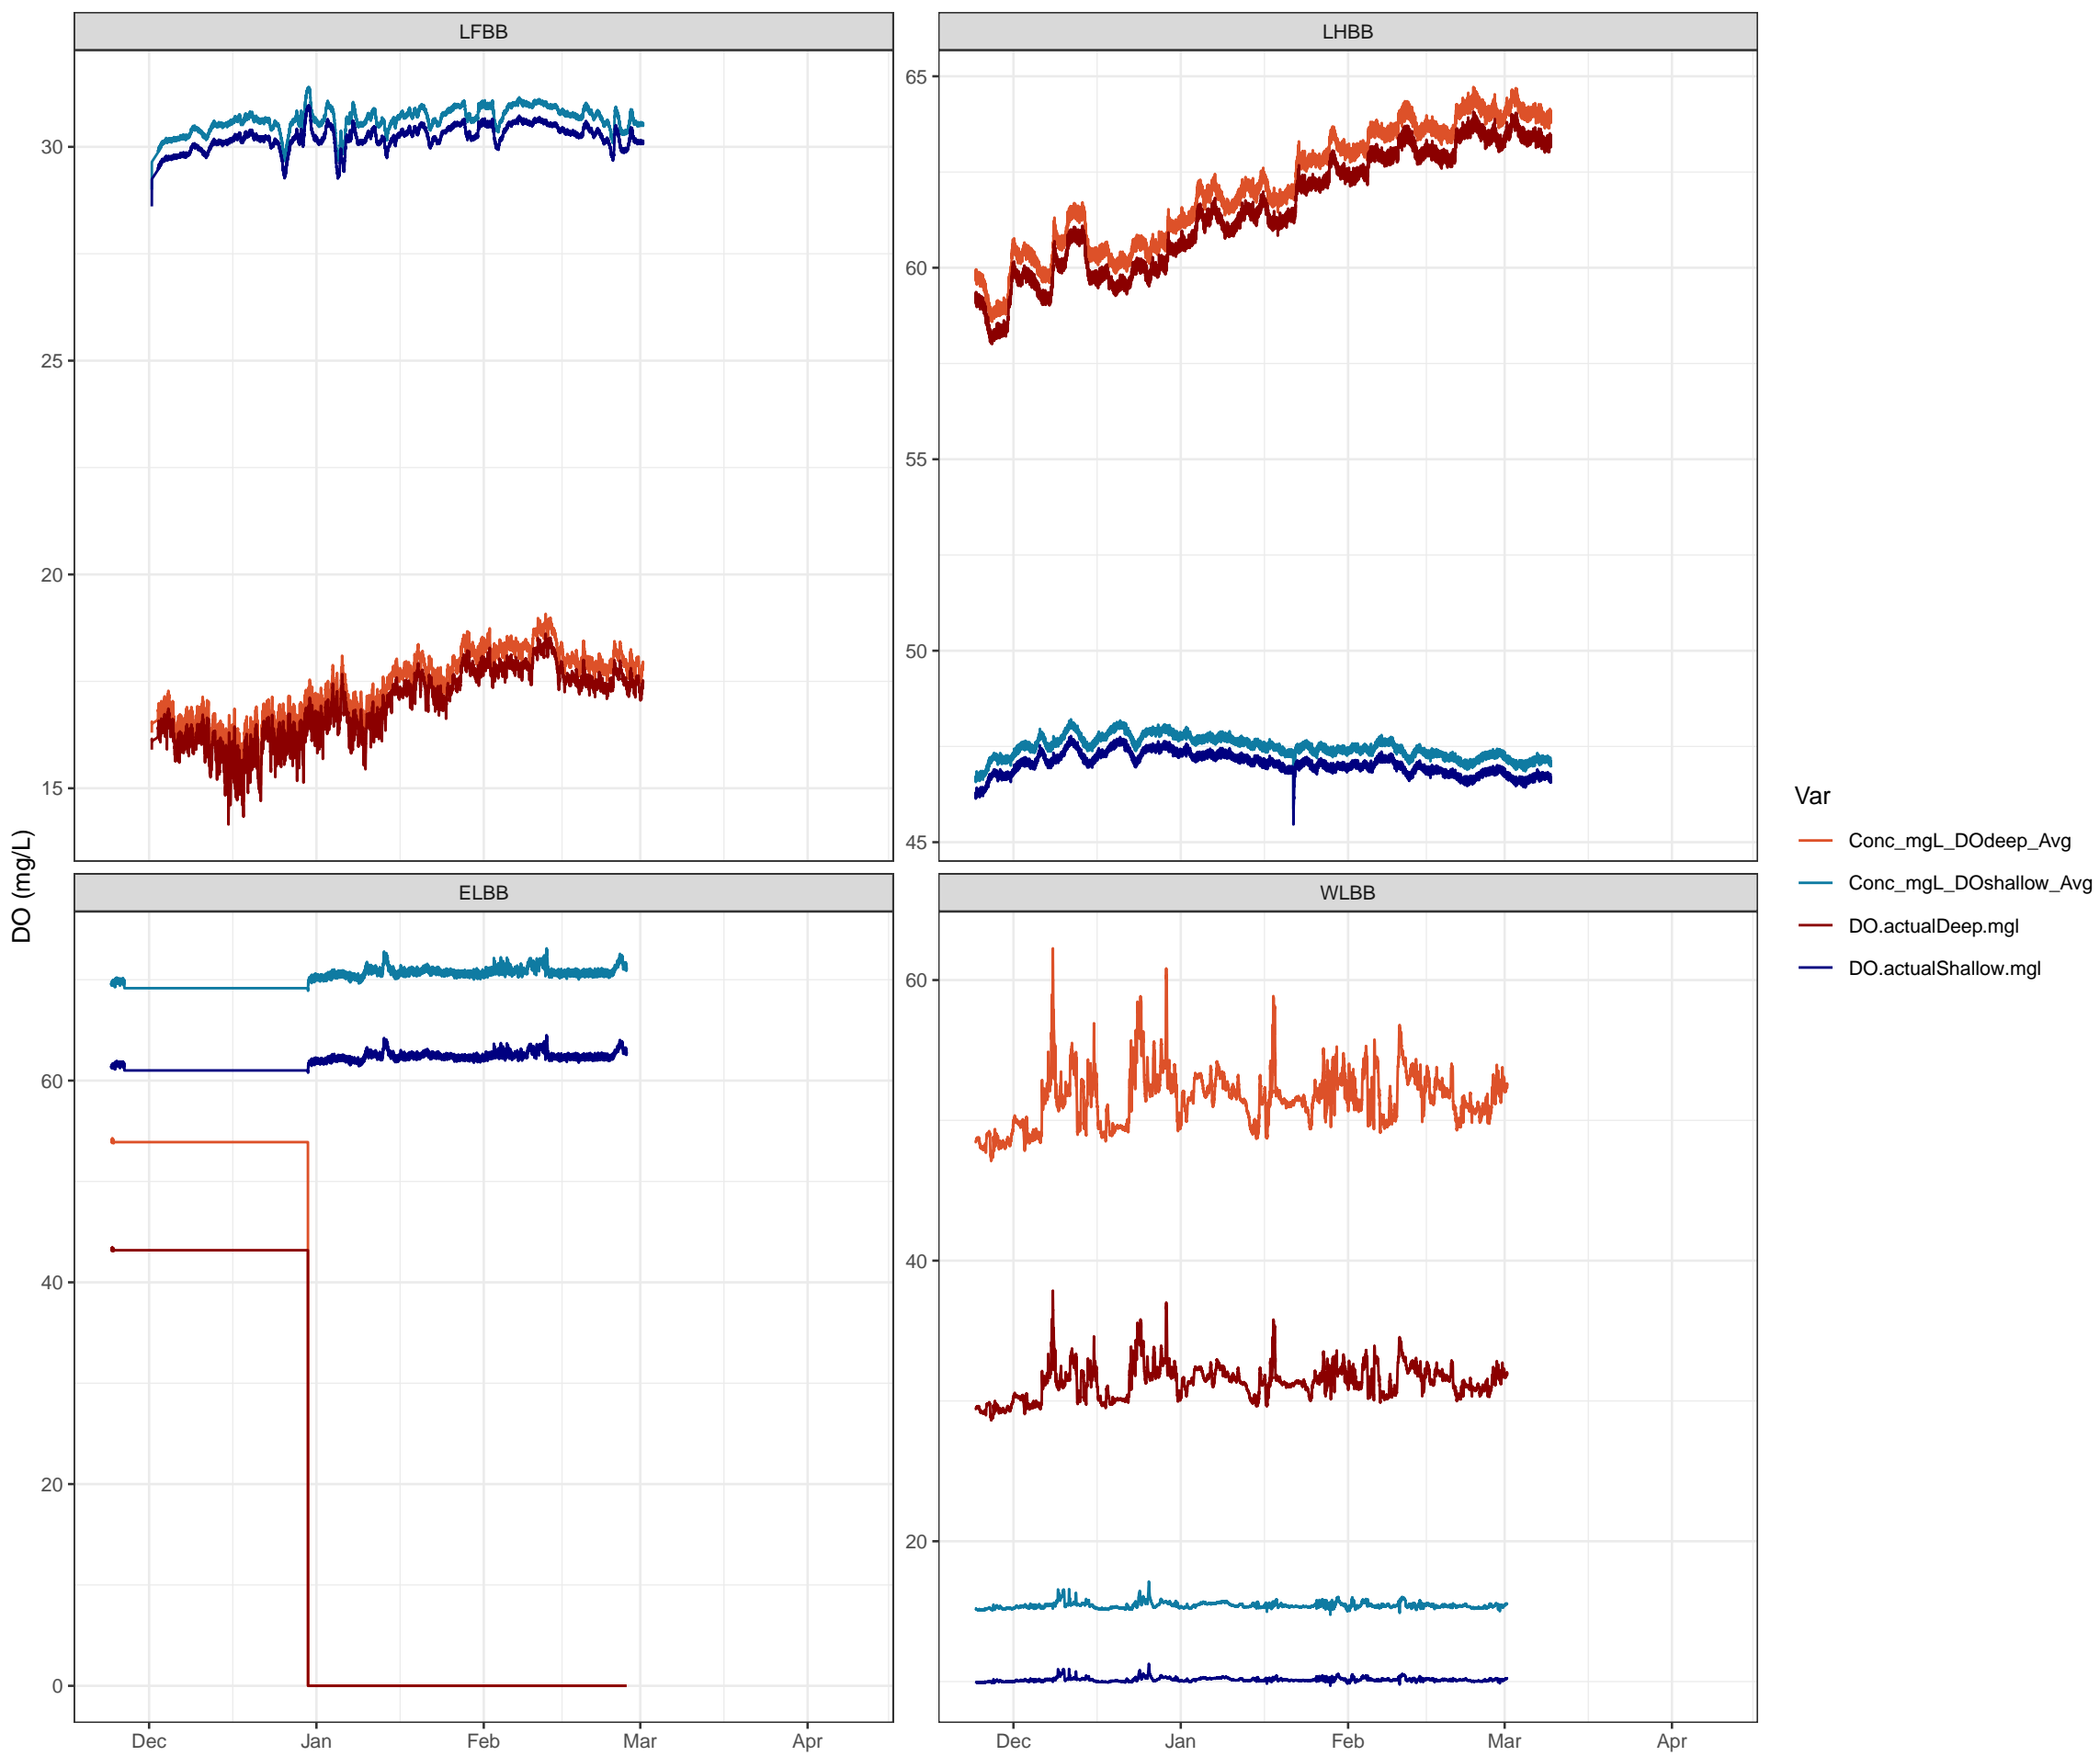 LFBB
LHBB
30
25
20
15
65
60
55
50
45
DO (mg/L)
ELBB
WLBB
60
40
20
0
60
40
20
Dec Jan Feb Mar Apr
Dec Jan Feb Mar Apr
Var
Conc_mgL_DOdeep_Avg
Conc_mgL_DOshallow_Avg
DO.actualDeep.mgl
DO.actualShallow.mgl